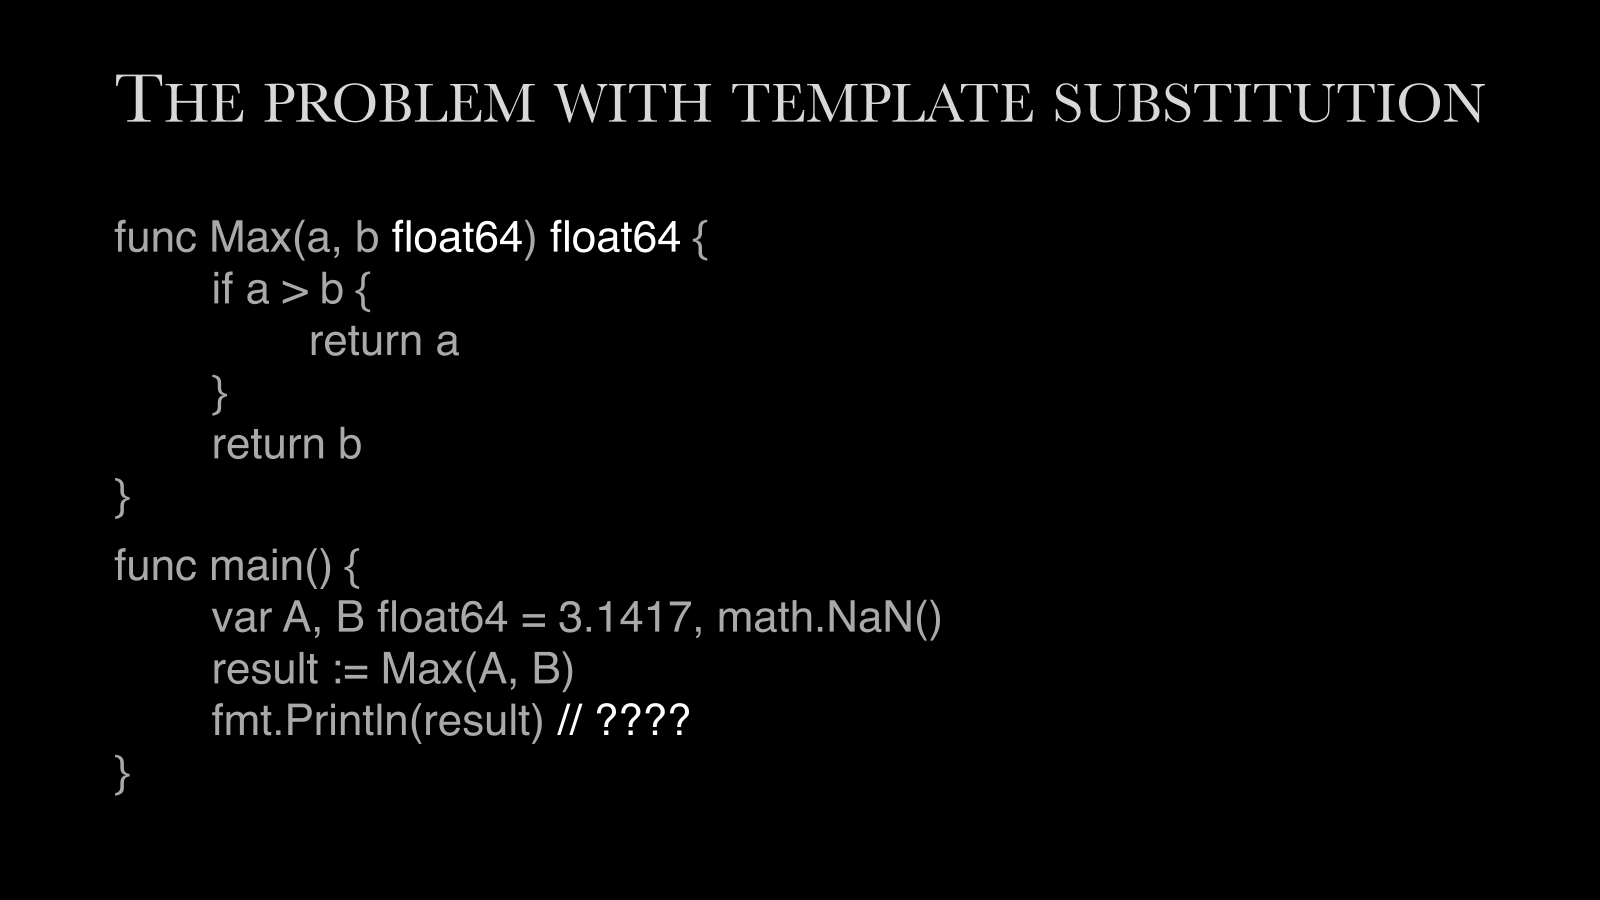 The problem with template substitution
func Max(a, b float64) float64 {
if a > b {
return a
}
return b
}
func main() {
var A, B float64 = 3.1417, math.NaN()
result := Max(A, B)
fmt.Println(result) // ????
}